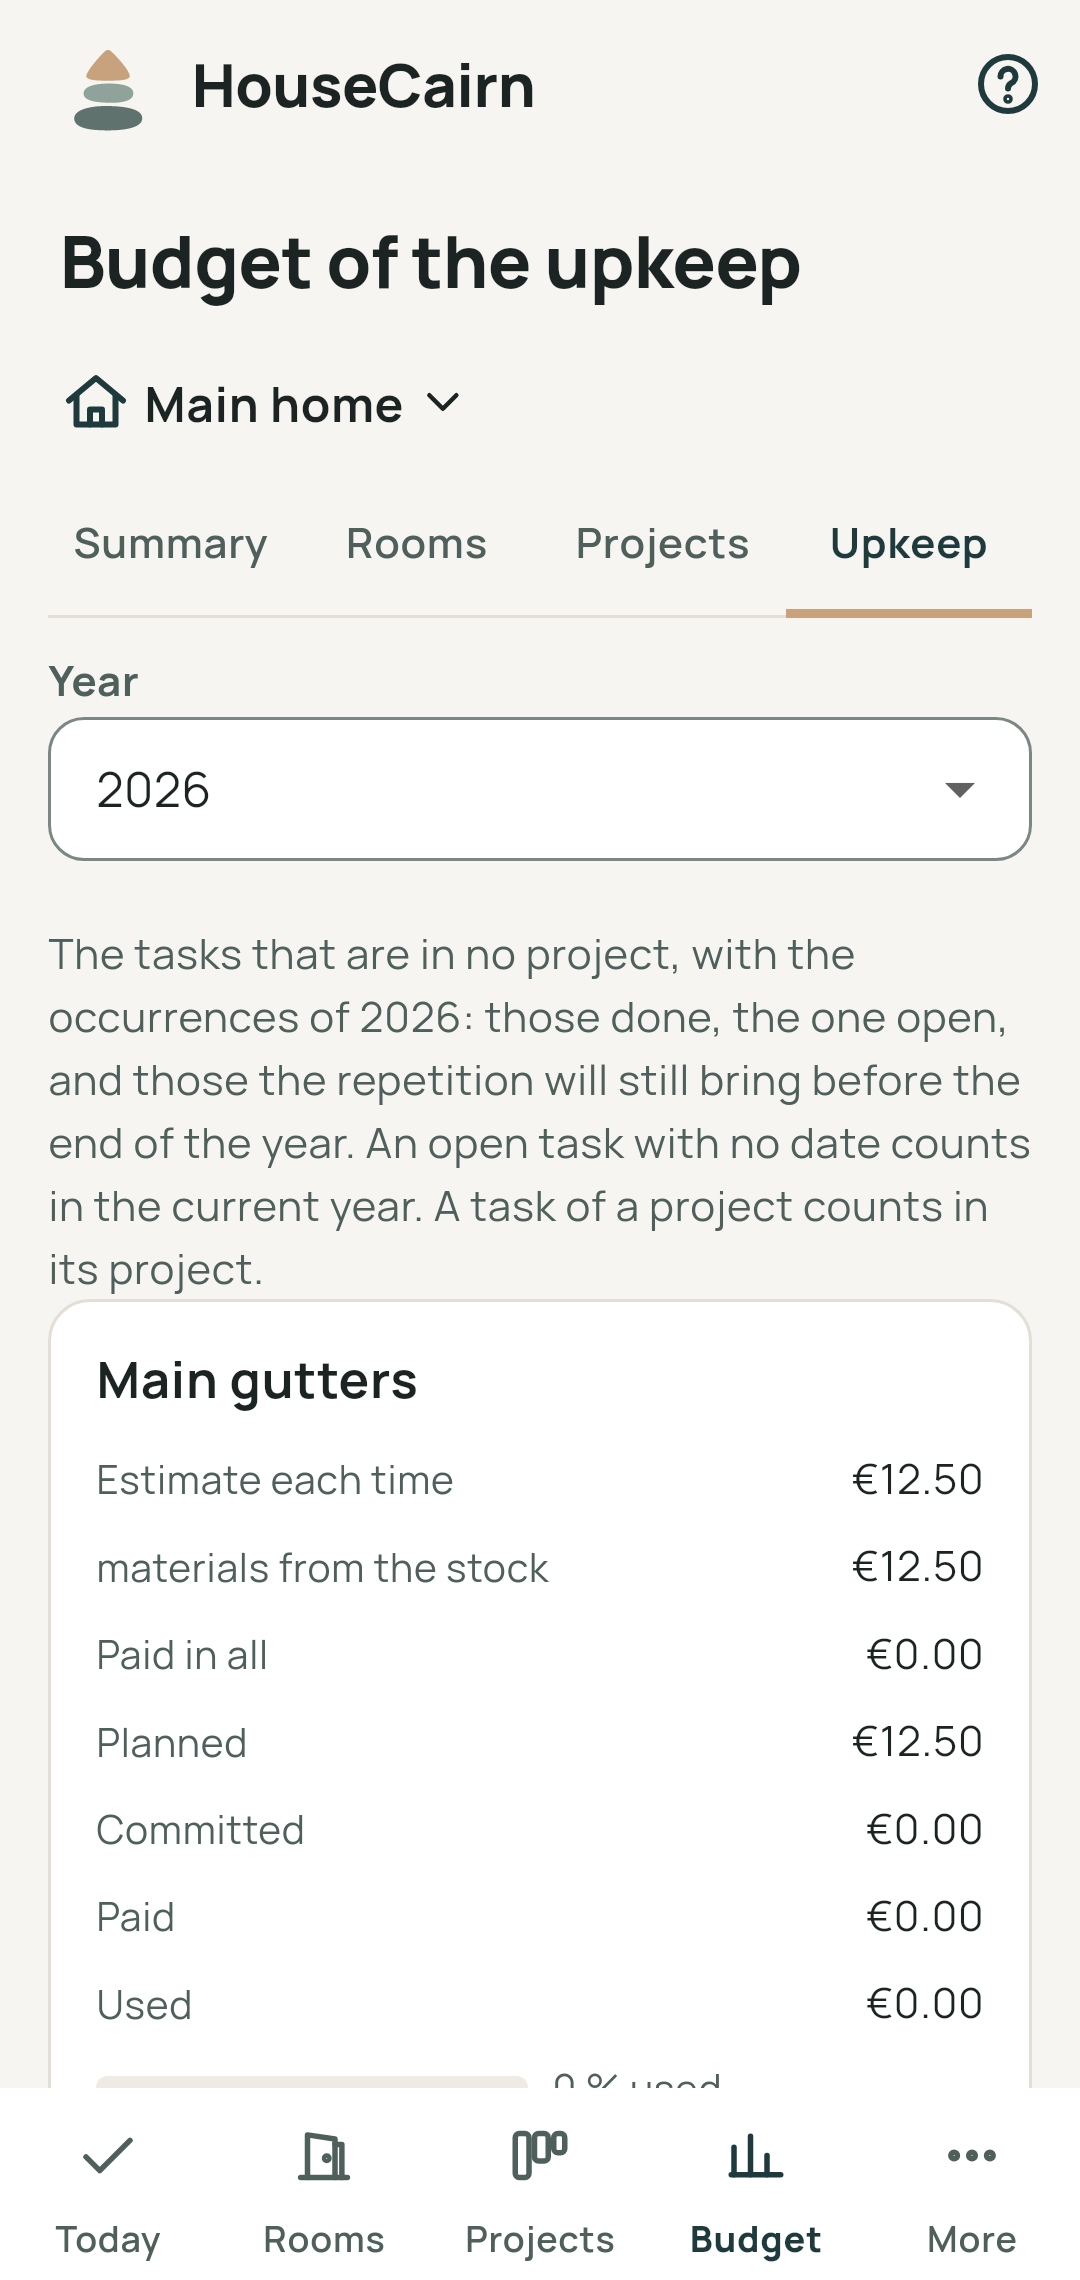 HouseCairn
Budget of the upkeep
Main home
Summary Rooms Projects Upkeep
Year
2026
The tasks that are in no project, with the
occurrences of 2026: those done, the one open,
and those the repetition will still bring before the
end of the year. An open task with no date counts
in the current year. A task of a project counts in
its project.
Main gutters
Estimate each time €12.50
materials from the stock €12.50
Paid in all €0.00
Planned €12.50
Committed €0.00
Paid €0.00
Used €0.00
0 % used
Today Rooms Projects Budget More